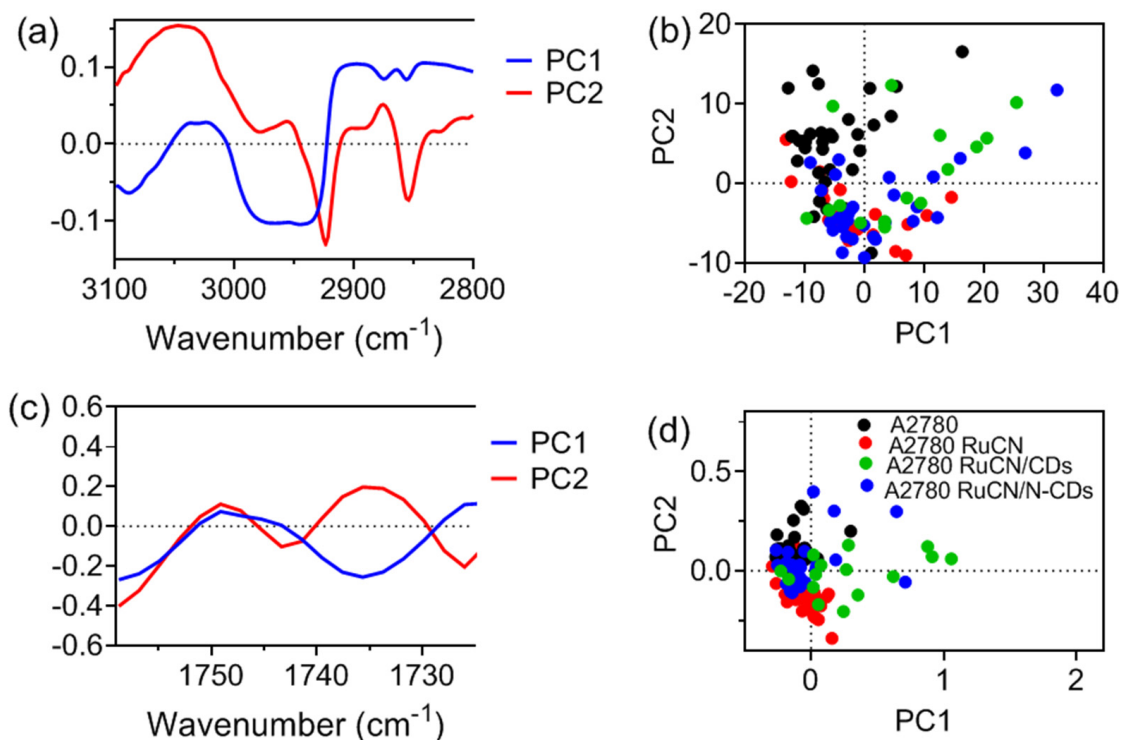 (a)
0.1
0.0
-0.1
3100 3000 2900 2800
Wavenumber (cm-1)
PC1
PC2
(b)
20
10
0
-10
PC2
-20 -10 0 10 20 30 40
PC1
(c)
0.6
0.4
0.2
0.0
-0.2
-0.4
-0.6
1750 1740 1730
Wavenumber (cm-1)
PC1
PC2
(d)
A2780
A2780 RuCN
A2780 RuCN/CDs
A2780 RuCN/N-CDs
0.5
0.0
PC2
0 1 2
PC1